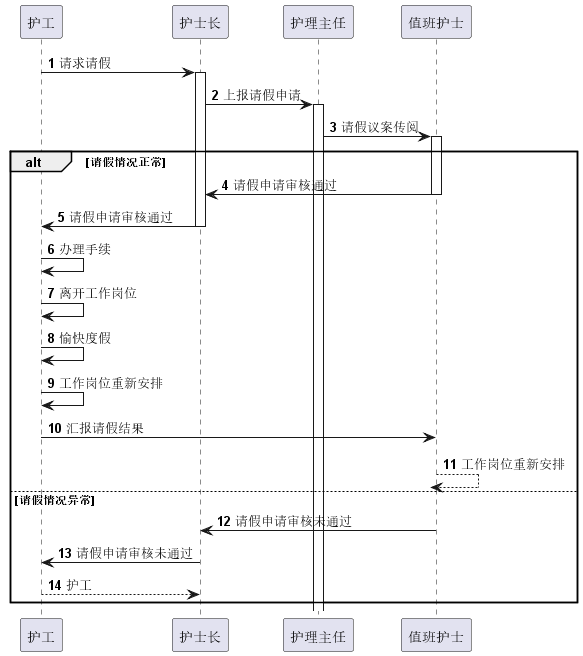 护工 护士长 护理主任 值班护士
1 请求请假
2 上报请假申请
3 请假议案传阅
alt [请假情况正常]
4 请假申请审核通过
5 请假申请审核通过
6 办理手续
7 离开工作岗位
8 愉快度假
9 工作岗位重新安排
10 汇报请假结果
11 工作岗位重新安排
[请假情况异常]
12 请假申请审核未通过
13 请假申请审核未通过
14 护工
护工 护士长 护理主任 值班护士